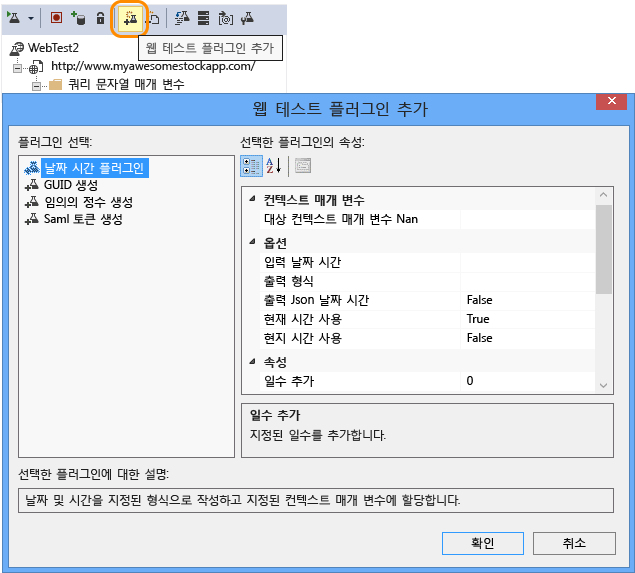 WebTest2
웹 테스트 플러그인 추가
http://www.myawesomestockapp.com/
쿼리 문자열 매개 변수
웹 테스트 플러그인 추가
플러그인 선택:
선택한 플러그인의 속성:
날짜 시간 플러그인
GUID 생성
임의의 정수 생성
Saml 토큰 생성
컨텍스트 매개 변수
대상 컨텍스트 매개 변수 Nan
옵션
입력 날짜 시간
출력 형식
출력 Json 날짜 시간 False
현재 시간 사용 True
현지 시간 사용 False
속성
일수 추가 0
일수 추가
지정된 일수를 추가합니다.
선택한 플러그인에 대한 설명:
날짜 및 시간을 지정된 형식으로 작성하고 지정된 컨텍스트 매개 변수에 할당합니다.
확인
취소